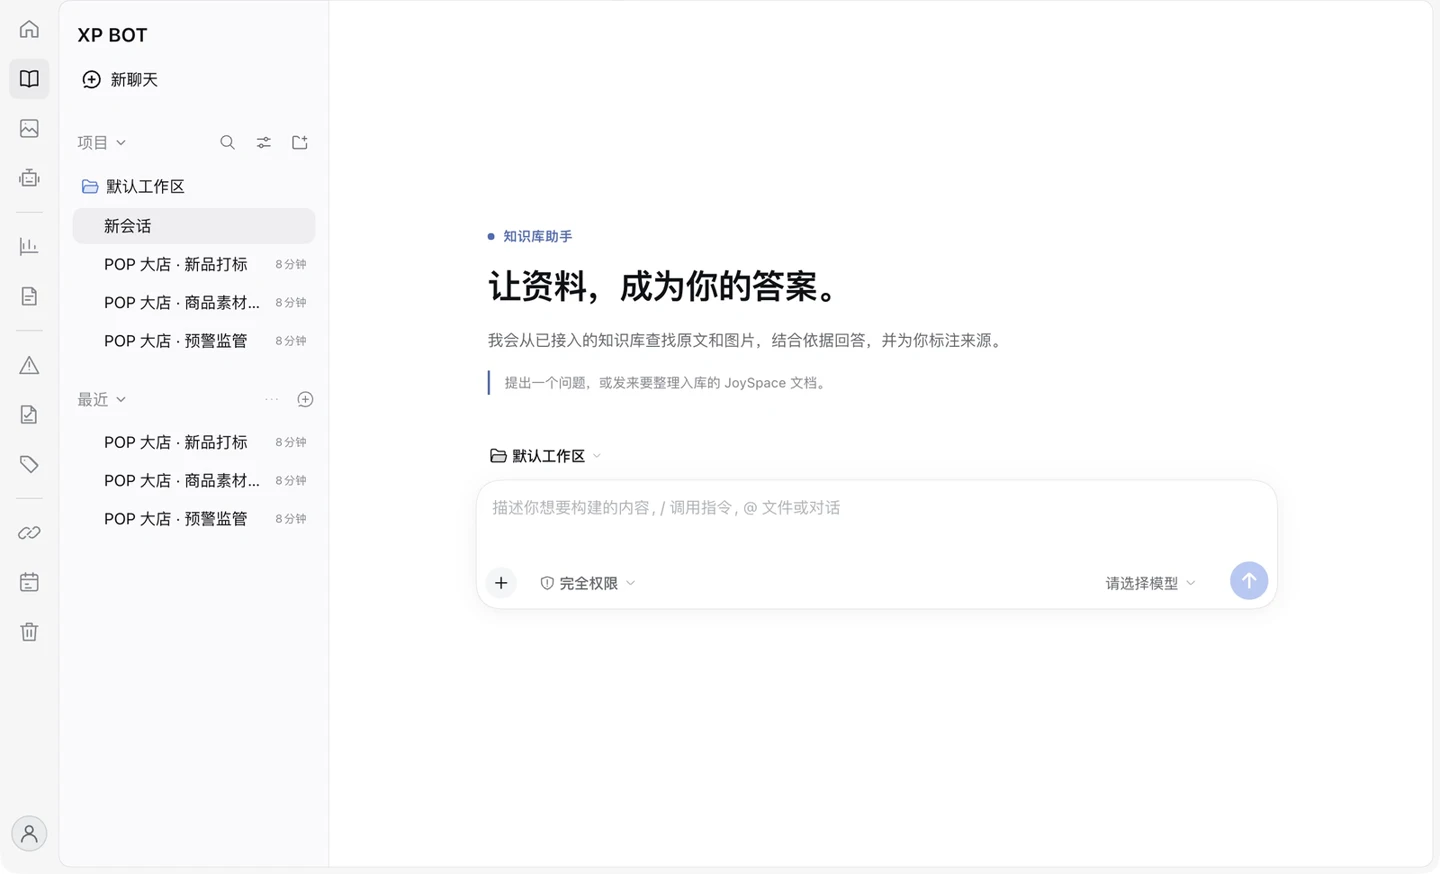 XP BOT
新聊天
项目
默认工作区
新会话
POP 大店 · 新品打标 8 分钟
POP 大店 · 商品素材... 8 分钟
POP 大店 · 预警监管 8 分钟
最近
POP 大店 · 新品打标 8 分钟
POP 大店 · 商品素材... 8 分钟
POP 大店 · 预警监管 8 分钟
知识库助手
让资料，成为你的答案。
我会从已接入的知识库查找原文和图片，结合依据回答，并为你标注来源。
提出一个问题，或发来要整理入库的 JoySpace 文档。
默认工作区
描述你想要构建的内容, / 调用指令, @ 文件或对话
完全权限
请选择模型